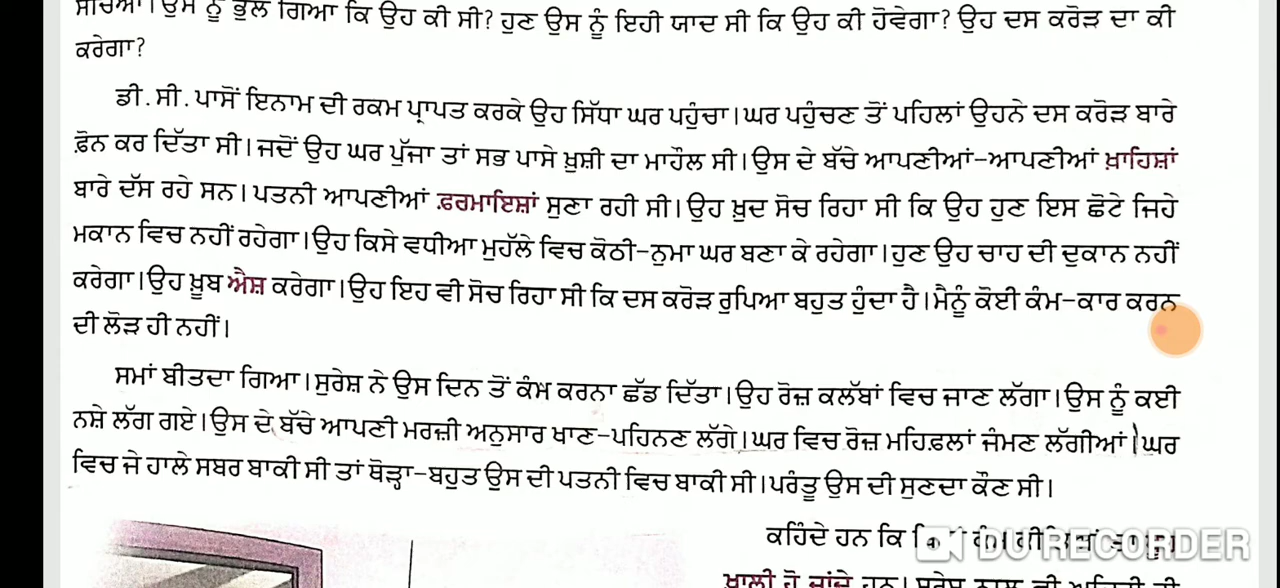 ਨੂੰ ਭੁੱਲ ਗਿਆ ਕਿ ਉਹ ਕੀ ਸੀ? ਹੁਣ ਉਸ ਨੂੰ ਇਹੀ ਯਾਦ ਸੀ ਕਿ ਉਹ ਕੀ ਹੋਵੇਗਾ? ਉਹ ਦਸ ਕਰੋੜ ਦਾ ਕੀ
ਕਰੇਗਾ?
ਡੀ.ਸੀ. ਪਾਸੋਂ ਇਨਾਮ ਦੀ ਰਕਮ ਪ੍ਰਾਪਤ ਕਰਕੇ ਉਹ ਸਿੱਧਾ ਘਰ ਪਹੁੰਚਾ। ਘਰ ਪਹੁੰਚਣ ਤੋਂ ਪਹਿਲਾਂ ਉਹਨੇ ਦਸ ਕਰੋੜ ਬਾਰੇ
ਫ਼ੋਨ ਕਰ ਦਿੱਤਾ ਸੀ। ਜਦੋਂ ਉਹ ਘਰ ਪੁੱਜਾ ਤਾਂ ਸਭ ਪਾਸੇ ਖ਼ੁਸ਼ੀ ਦਾ ਮਾਹੌਲ ਸੀ। ਉਸ ਦੇ ਬੱਚੇ ਆਪਣੀਆਂ-ਆਪਣੀਆਂ ਖ਼ਾਹਿਸ਼ਾਂ
ਬਾਰੇ ਦੱਸ ਰਹੇ ਸਨ। ਪਤਨੀ ਆਪਣੀਆਂ ਫ਼ਰਮਾਇਸ਼ਾਂ ਸੁਣਾ ਰਹੀ ਸੀ। ਉਹ ਖ਼ੁਦ ਸੋਚ ਰਿਹਾ ਸੀ ਕਿ ਉਹ ਹੁਣ ਇਸ ਛੋਟੇ ਜਿਹੇ
ਮਕਾਨ ਵਿਚ ਨਹੀਂ ਰਹੇਗਾ। ਉਹ ਕਿਸੇ ਵਧੀਆ ਮੁਹੱਲੇ ਵਿਚ ਕੋਠੀ-ਨੁਮਾ ਘਰ ਬਣਾ ਕੇ ਰਹੇਗਾ। ਹੁਣ ਉਹ ਚਾਹ ਦੀ ਦੁਕਾਨ ਨਹੀਂ
ਕਰੇਗਾ। ਉਹ ਖ਼ੂਬ ਐਸ਼ ਕਰੇਗਾ। ਉਹ ਇਹ ਵੀ ਸੋਚ ਰਿਹਾ ਸੀ ਕਿ ਦਸ ਕਰੋੜ ਰੁਪਿਆ ਬਹੁਤ ਹੁੰਦਾ ਹੈ। ਮੈਨੂੰ ਕੋਈ ਕੰਮ-ਕਾਰ ਕਰਨ
ਦੀ ਲੋੜ ਹੀ ਨਹੀਂ।
ਸਮਾਂ ਬੀਤਦਾ ਗਿਆ। ਸੁਰੇਸ਼ ਨੇ ਉਸ ਦਿਨ ਤੋਂ ਕੰਮ ਕਰਨਾ ਛੱਡ ਦਿੱਤਾ। ਉਹ ਰੋਜ਼ ਕਲੱਬਾਂ ਵਿਚ ਜਾਣ ਲੱਗਾ। ਉਸ ਨੂੰ ਕਈ
ਨਸ਼ੇ ਲੱਗ ਗਏ। ਉਸ ਦੇ ਬੱਚੇ ਆਪਣੀ ਮਰਜ਼ੀ ਅਨੁਸਾਰ ਖਾਣ-ਪਹਿਨਣ ਲੱਗੇ। ਘਰ ਵਿਚ ਰੋਜ਼ ਮਹਿਫ਼ਲਾਂ ਜੰਮਣ ਲੱਗੀਆਂ। ਘਰ
ਵਿਚ ਜੇ ਹਾਲੇ ਸਬਰ ਬਾਕੀ ਸੀ ਤਾਂ ਥੋੜ੍ਹਾ-ਬਹੁਤ ਉਸ ਦੀ ਪਤਨੀ ਵਿਚ ਬਾਕੀ ਸੀ। ਪਰੰਤੂ ਉਸ ਦੀ ਸੁਣਦਾ ਕੌਣ ਸੀ।
ਕਹਿੰਦੇ ਹਨ ਕਿ
DU RECORDER
ਖ਼ਾਲੀ ਹੋ ਜਾਂਦੇ ਹਨ। ਸੁਰੇਸ਼ ਨਾਲ ਵੀ